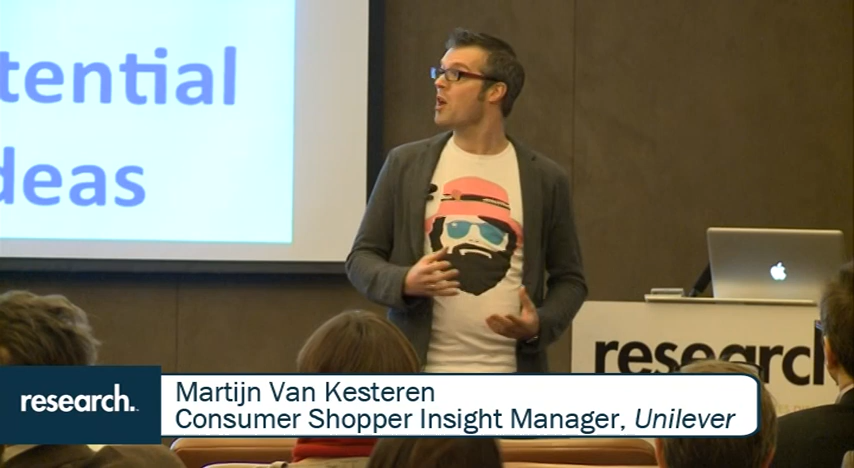 tential
deas
research
research.
Martijn Van Kesteren
Consumer Shopper Insight Manager, Unilever